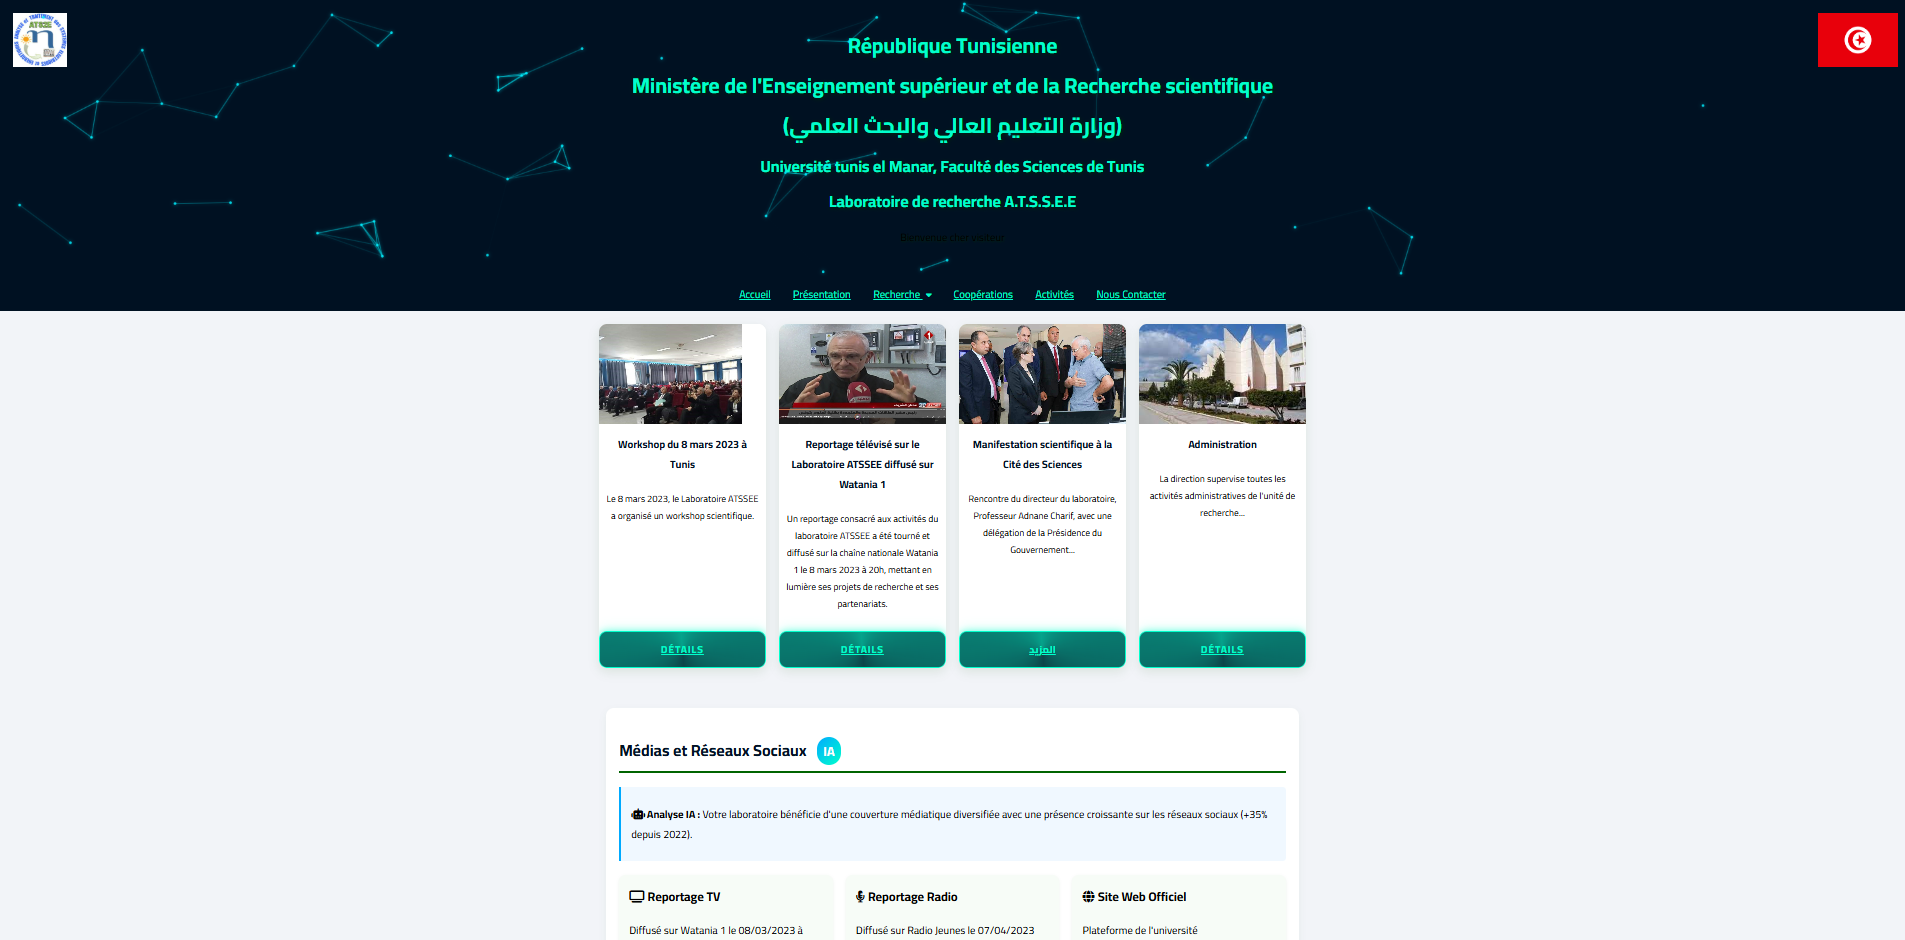 République Tunisienne
Ministère de l'Enseignement supérieur et de la Recherche scientifique
(وزارة التعليم العالي والبحث العلمي)
Université tunis el Manar, Faculté des Sciences de Tunis
Laboratoire de recherche A.T.S.S.E.E
Accueil Présentation Recherche Coopérations Activités Nous Contacter
Workshop du 8 mars 2023 à
Tunis
Le 8 mars 2023, le Laboratoire ATSSEE
a organisé un workshop scientifique.
DÉTAILS
Reportage télévisé sur le
Laboratoire ATSSEE diffusé sur
Watania 1
Un reportage consacré aux activités du
laboratoire ATSSEE a été tourné et
diffusé sur la chaîne nationale Watania
1 le 8 mars 2023 à 20h, mettant en
lumière ses projets de recherche et ses
partenariats.
DÉTAILS
Manifestation scientifique à la
Cité des Sciences
Rencontre du directeur du laboratoire,
Professeur Adnane Charif, avec une
délégation de la Présidence du
Gouvernement...
المزيد
Administration
La direction supervise toutes les
activités administratives de l'unité de
recherche...
DÉTAILS
Médias et Réseaux Sociaux IA
Analyse IA : Votre laboratoire bénéficie d'une couverture médiatique diversifiée avec une présence croissante sur les réseaux sociaux (+35%
depuis 2022).
Reportage TV
Diffusé sur Watania 1 le 08/03/2023 à
Reportage Radio
Diffusé sur Radio Jeunes le 07/04/2023
Site Web Officiel
Plateforme de l'université